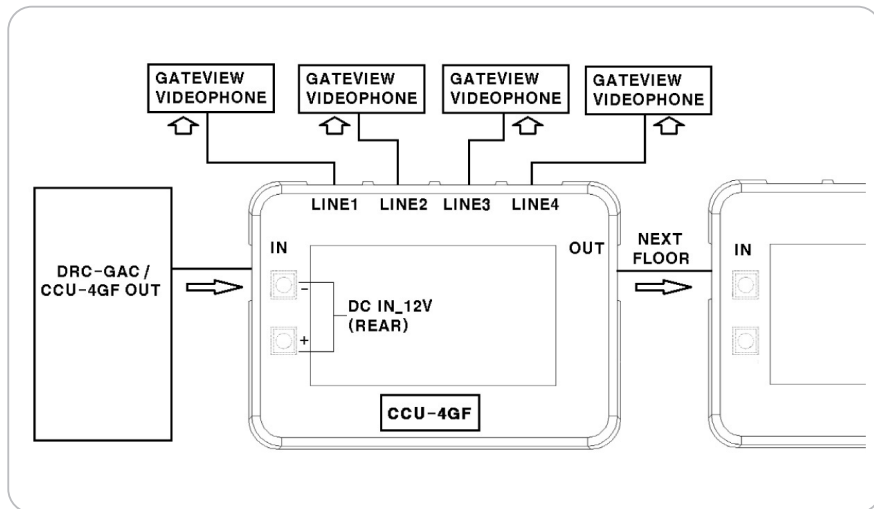 GATEVIEW
VIDEOPHONE
GATEVIEW
VIDEOPHONE
GATEVIEW
VIDEOPHONE
GATEVIEW
VIDEOPHONE
LINE1 LINE2 LINE3 LINE4
DRC-GAC /
CCU-4GF OUT
IN
OUT
NEXT
FLOOR
IN
-
+
DC IN_12V
(REAR)
CCU-4GF